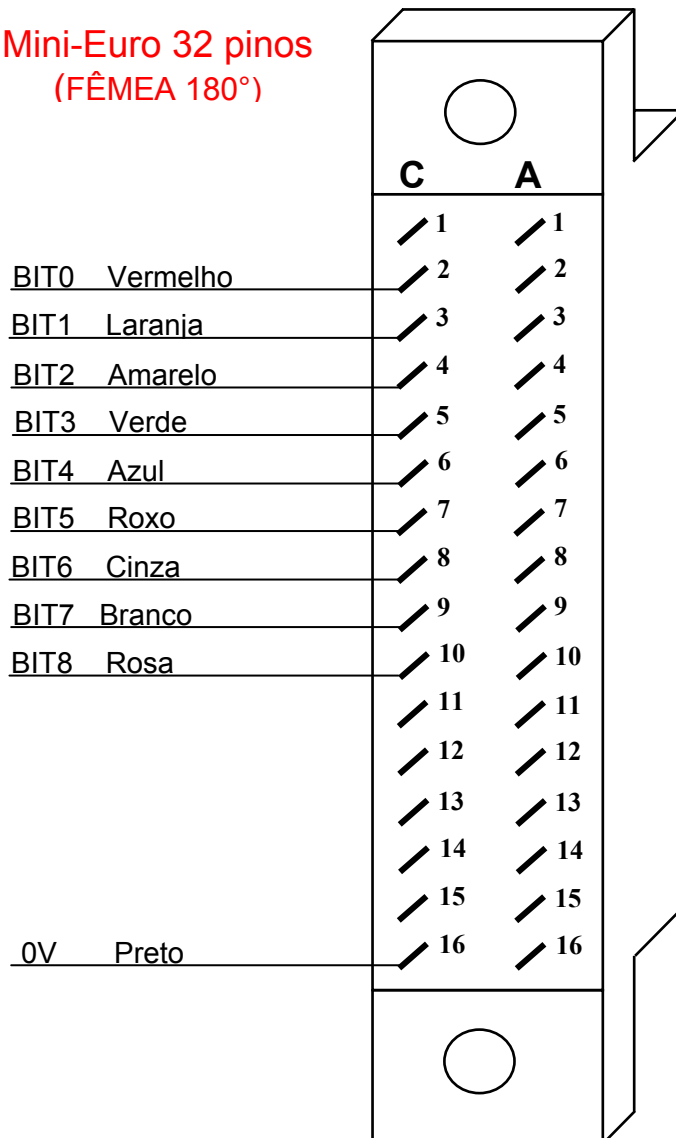 Mini-Euro 32 pinos
(FÊMEA 180°)
C A
1 1
BIT0 Vermelho 2 2
BIT1 Laranja 3 3
BIT2 Amarelo 4 4
BIT3 Verde 5 5
BIT4 Azul 6 6
BIT5 Roxo 7 7
BIT6 Cinza 8 8
BIT7 Branco 9 9
BIT8 Rosa 10 10
11 11
12 12
13 13
14 14
15 15
0V Preto 16 16